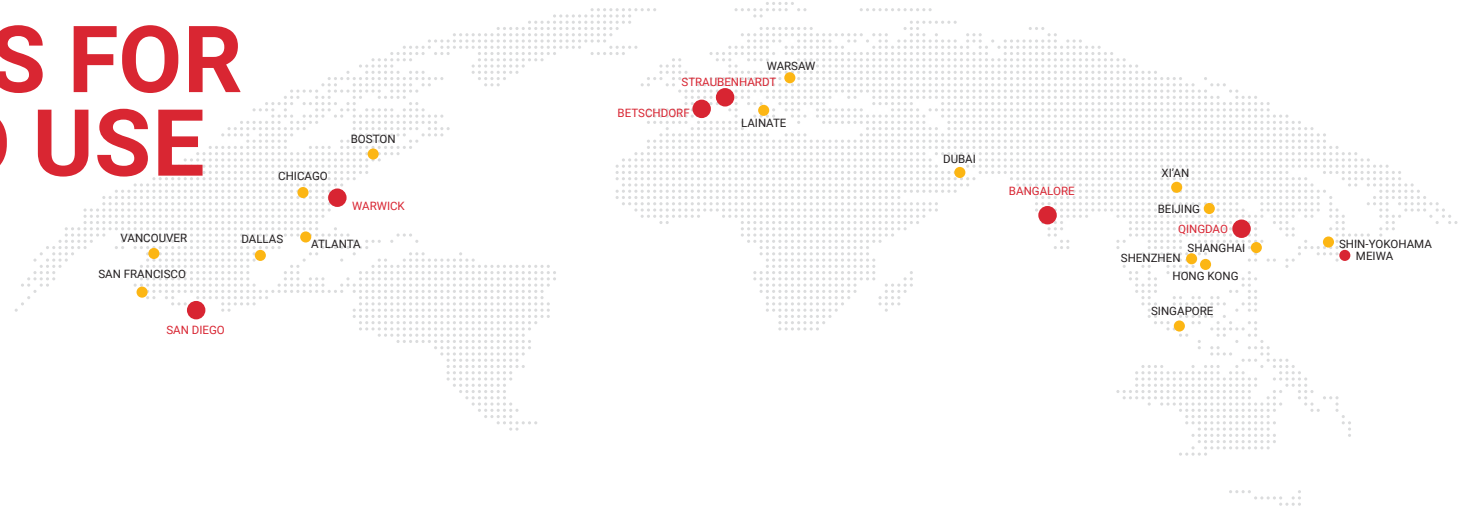 S FOR
USE
WARSAW
STRAUBENHARDT
BETSCHDORF
LAINATE
BOSTON
CHICAGO
WARWICK
VANCOUVER
DALLAS
ATLANTA
SAN FRANCISCO
SAN DIEGO
DUBAI
BANGALORE
XI'AN
BEIJING
QINGDAO
SHANGHAI
SHENZHEN
HONG KONG
SHIN-YOKOHAMA
MEIWA
SINGAPORE